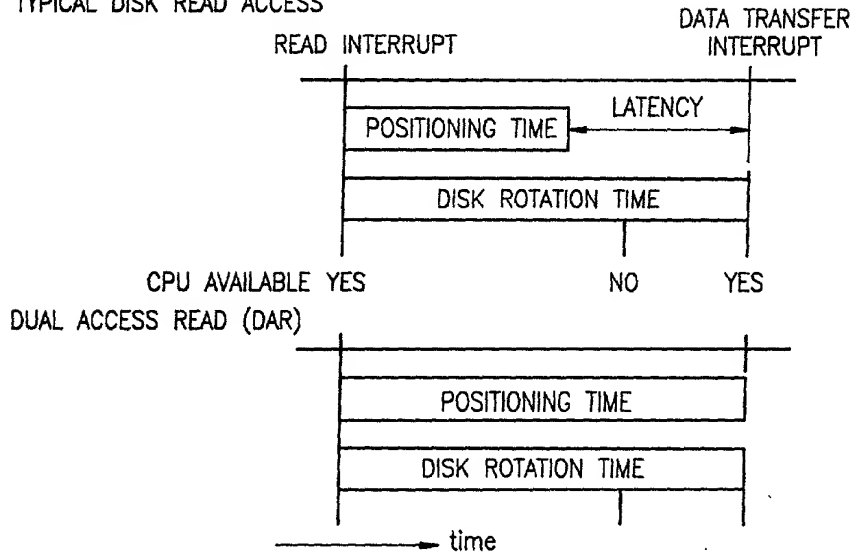 TYPICAL DISK READ ACCESS
DATA TRANSFER
READ INTERRUPT INTERRUPT
LATENCY
POSITIONING TIME
DISK ROTATION TIME
CPU AVAILABLE YES NO YES
DUAL ACCESS READ (DAR)
POSITIONING TIME
DISK ROTATION TIME
time